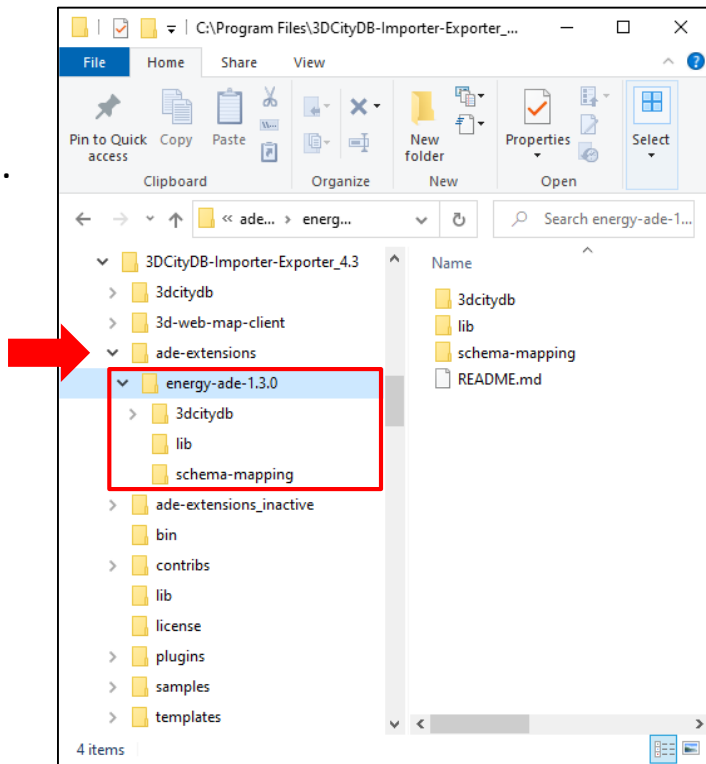 C:\Program Files\3DCityDB-Importer-Exporter_...
File Home Share View
Pin to Quick access
Copy
Paste
New folder
Properties
Select
Clipboard Organize New Open
« ade... › energ...
Search energy-ade-1...
3DCityDB-Importer-Exporter_4.3
3dcitydb
3d-web-map-client
ade-extensions
energy-ade-1.3.0
3dcitydb
lib
schema-mapping
ade-extensions_inactive
bin
contribs
lib
license
plugins
samples
templates
Name
3dcitydb
lib
schema-mapping
README.md
4 items